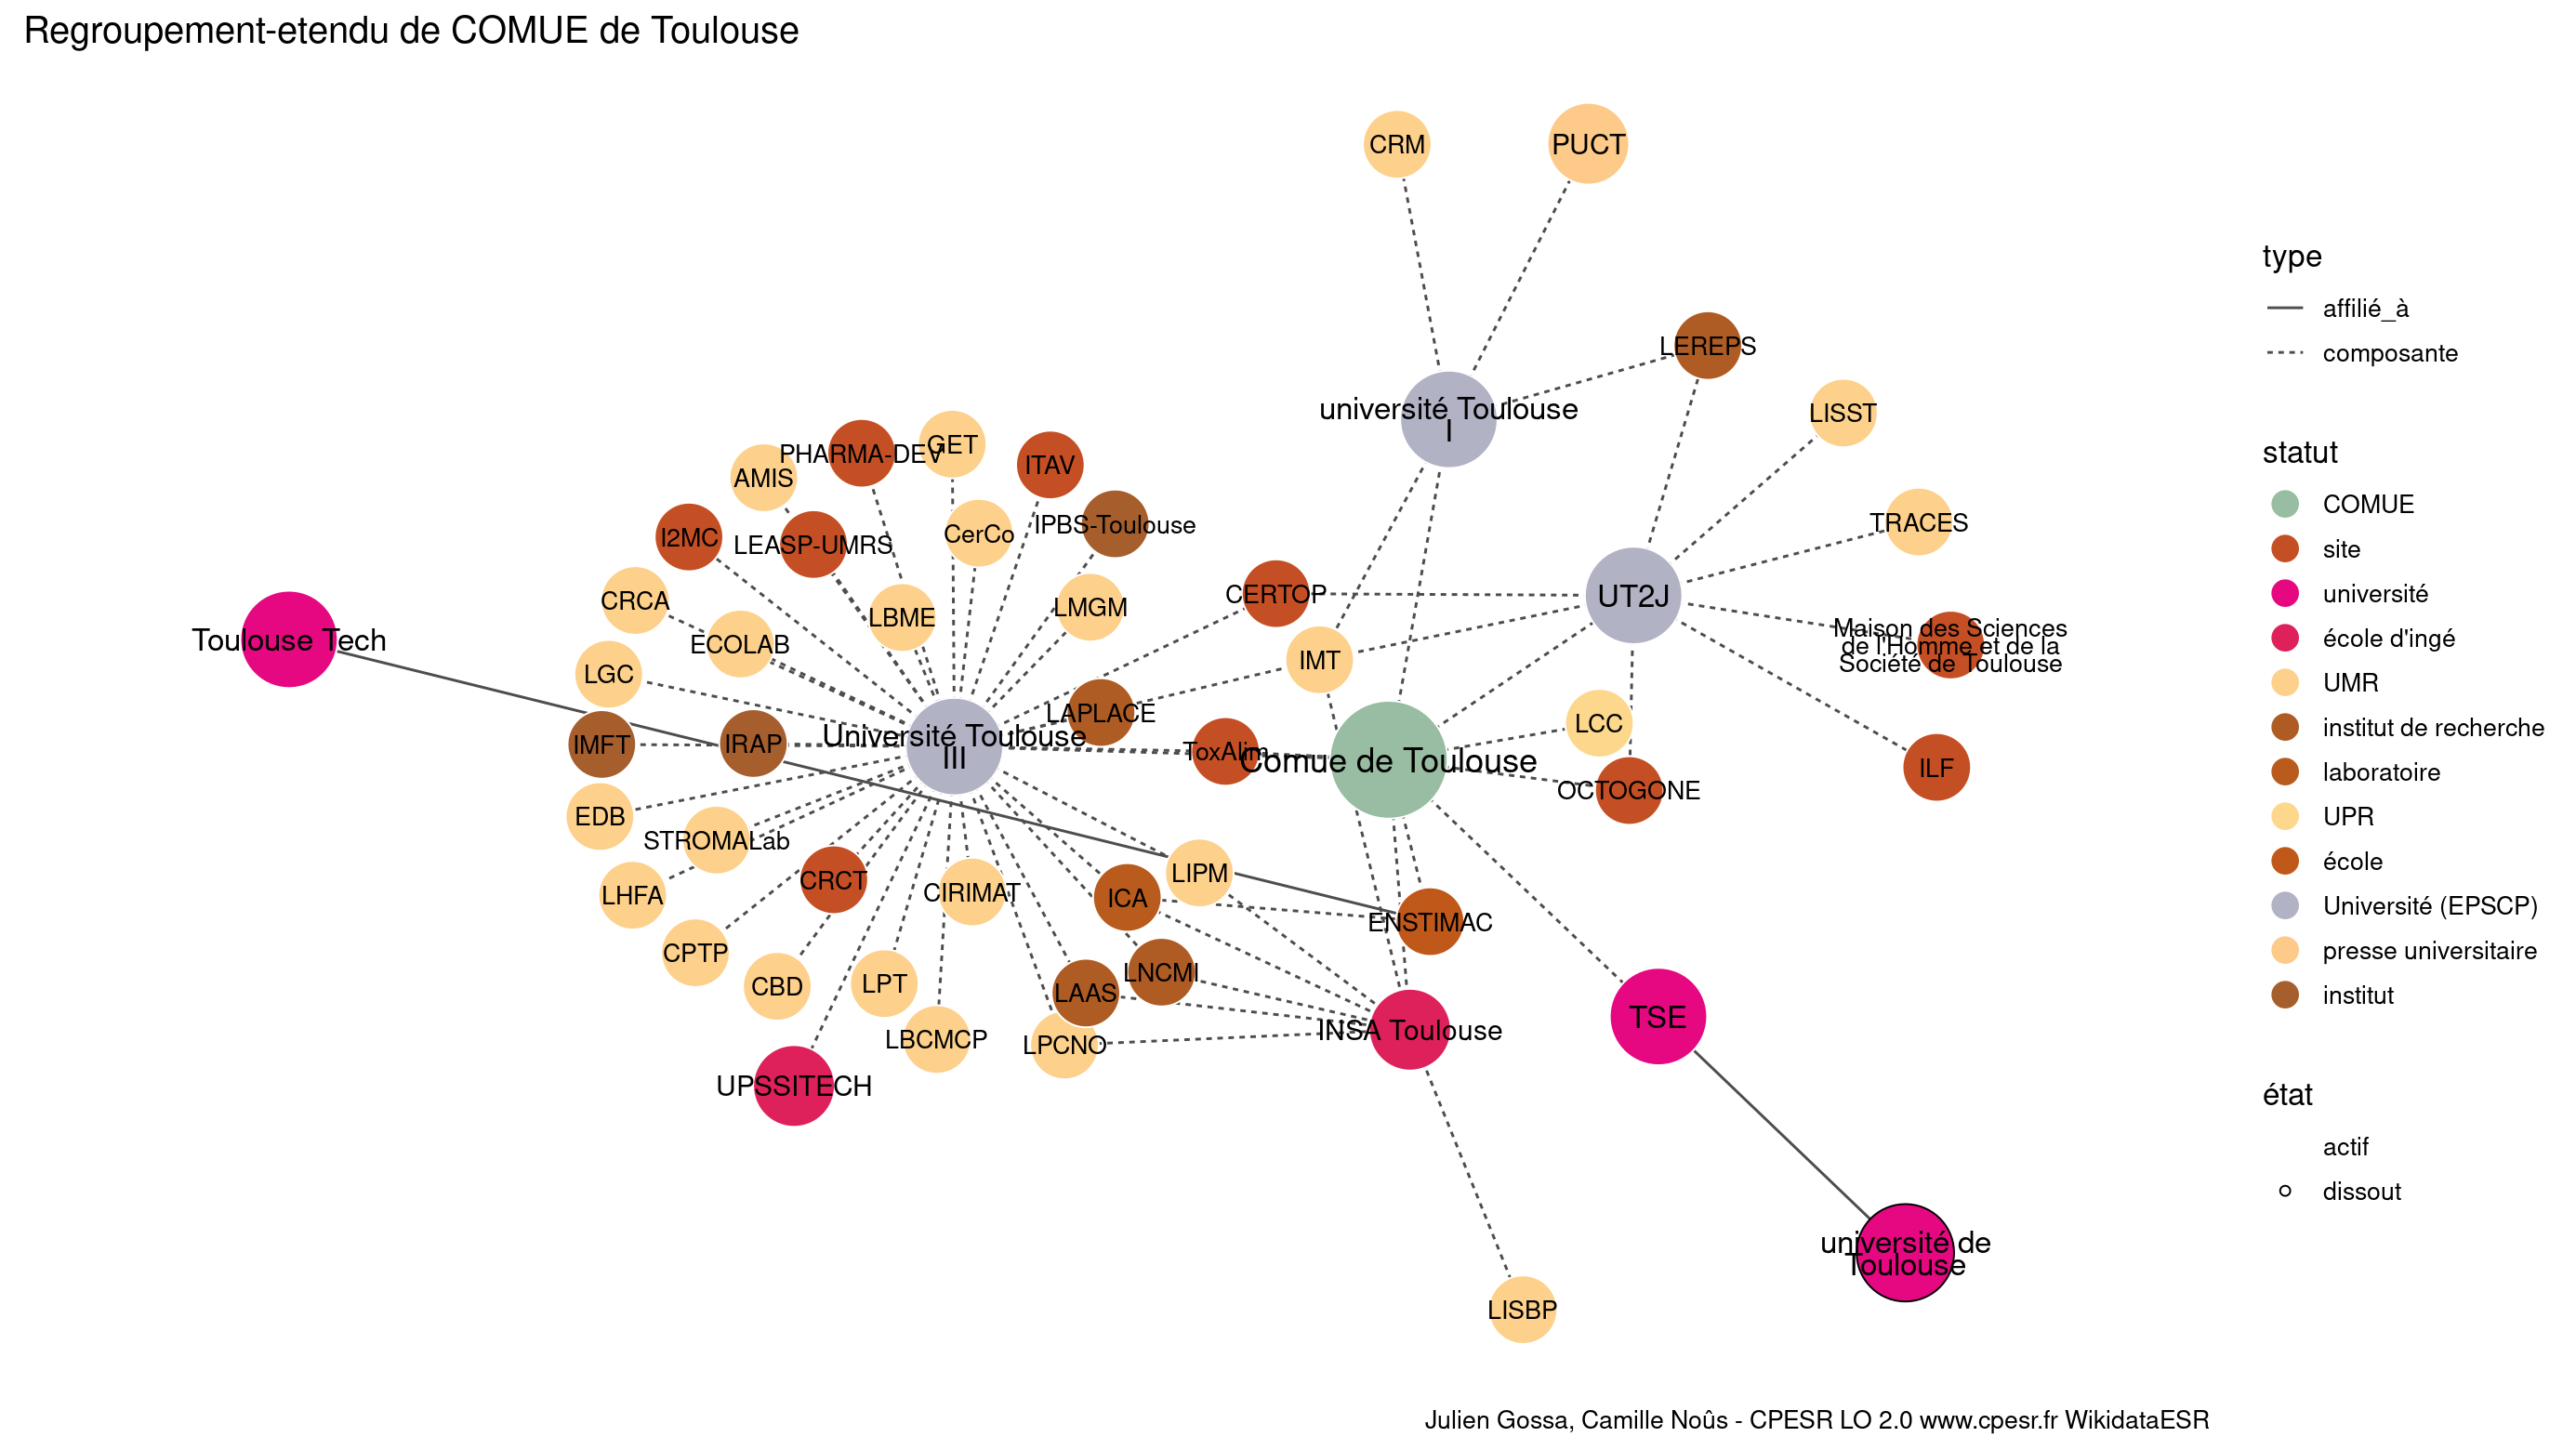 Regroupement-etendu de COMUE de Toulouse
CRM
PUCT
LEREPS
université Toulouse
I
LISST
PHARMA-DEV
GET
ITAV
AMIS
IPBS-Toulouse
TRACES
I2MC
LEASP-UMRS
CerCo
CRCA
LBME
LMGM
CERTOP
UT2J
Toulouse Tech
ECOLAB
Maison des Sciences
de l'Homme et de la
Société de Toulouse
LGC
IMT
LAPLACE
LCC
IMFT
IRAP
Université Toulouse
III
ToxAlim
Comue de Toulouse
ILF
OCTOGONE
EDB
STROMALab
LHFA
CRCT
CIRIMAT
ICA
LIPM
ENSTIMAC
CPTP
CBD
LPT
LAAS
LNCMI
LBCMCP
LPCNO
INSA Toulouse
TSE
UPSSITECH
université de
Toulouse
LISBP
type
affilié_à
composante
statut
COMUE
site
université
école d'ingé
UMR
institut de recherche
laboratoire
UPR
école
Université (EPSCP)
presse universitaire
institut
état
actif
dissout
Julien Gossa, Camille Noûs - CPESR LO 2.0 www.cpesr.fr WikidataESR